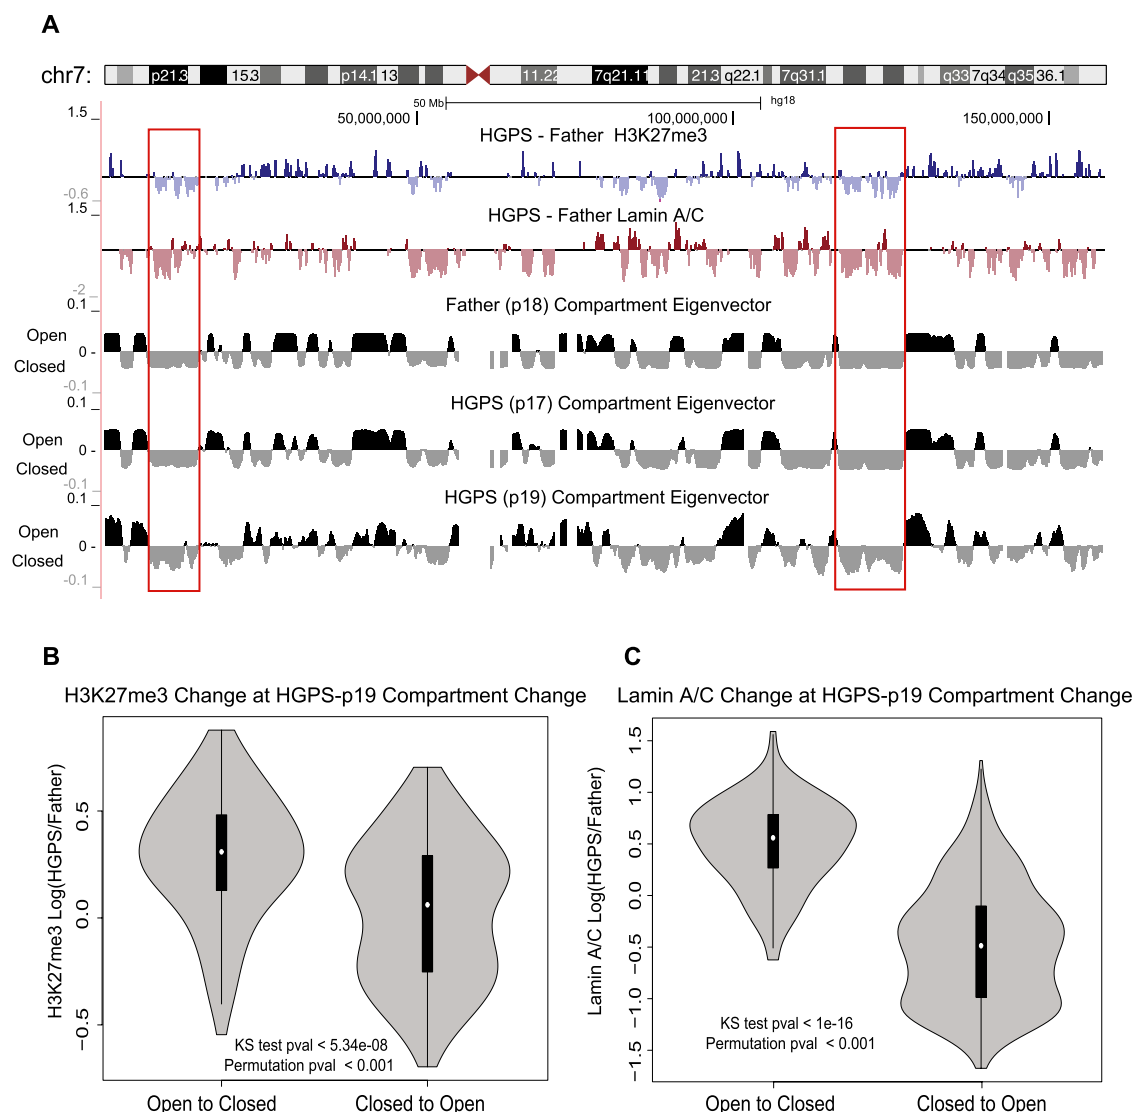 A
chr7: p21.3 15.3 p14.1 13 11.22 7q21.11 21.3 q22.1 7q31.1 q33 7q34 q35 36.1
50 Mb hg18
1.5 50,000,000 100,000,000 150,000,000
HGPS - Father H3K27me3
-0.6
1.5 HGPS - Father Lamin A/C
-2
0.1 Father (p18) Compartment Eigenvector
Open
0 -
Closed
-0.1
0.1 HGPS (p17) Compartment Eigenvector
Open
0 -
Closed
-0.1
0.1 HGPS (p19) Compartment Eigenvector
Open
0 -
Closed
-0.1
B
H3K27me3 Change at HGPS-p19 Compartment Change
H3K27me3 Log(HGPS/Father)
0.5
0.0
−0.5
KS test pval < 5.34e-08
Permutation pval < 0.001
Open to Closed Closed to Open
C
Lamin A/C Change at HGPS-p19 Compartment Change
Lamin A/C Log(HGPS/Father)
1.5
1.0
0.5
0.0
−0.5
−1.0
−1.5
KS test pval < 1e-16
Permutation pval < 0.001
Open to Closed Closed to Open